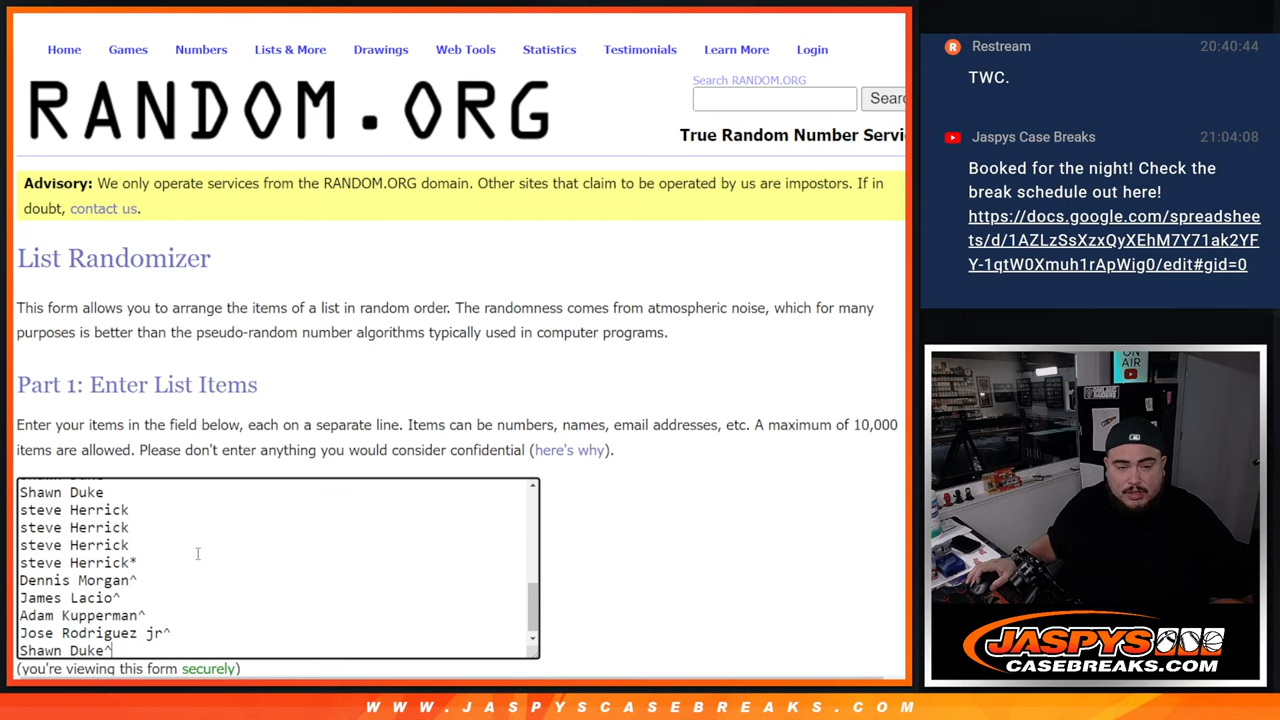 Home Games Numbers Lists & More Drawings Web Tools Statistics Testimonials Learn More Login
RANDOM.ORG
Search RANDOM.ORG
Sear
True Random Number Servi
Advisory: We only operate services from the RANDOM.ORG domain. Other sites that claim to be operated by us are impostors. If in
doubt, contact us.
List Randomizer
This form allows you to arrange the items of a list in random order. The randomness comes from atmospheric noise, which for many
purposes is better than the pseudo-random number algorithms typically used in computer programs.
Part 1: Enter List Items
Enter your items in the field below, each on a separate line. Items can be numbers, names, email addresses, etc. A maximum of 10,000
items are allowed. Please don't enter anything you would consider confidential (here's why).
Shawn Duke
steve Herrick
steve Herrick
steve Herrick
steve Herrick*
Dennis Morgan^
James Lacio^
Adam Kupperman^
Jose Rodriguez jr^
Shawn Duke^
(you're viewing this form securely)
R Restream 20:40:44
TWC.
Jaspys Case Breaks 21:04:08
Booked for the night! Check the
break schedule out here!
https://docs.google.com/spreadshee
ts/d/1AZLzSsXzxQyXEhM7Y71ak2YF
Y-1qtW0Xmuh1rApWig0/edit#gid=0
ON
AIR
JASPYS
CASEBREAKS.COM
WWW.JASPYSCASEBREAKS.COM